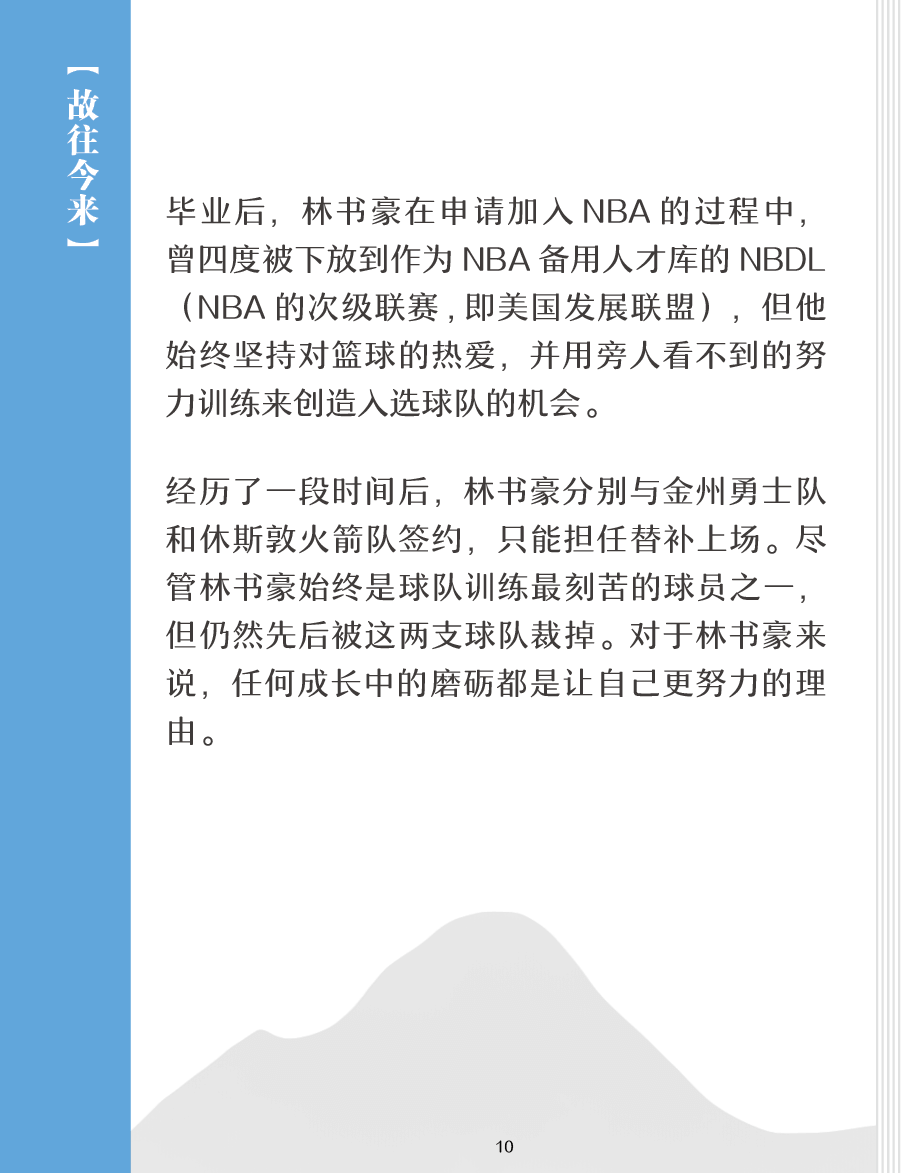 【故往今来】
毕业后，林书豪在申请加入 NBA 的过程中，
曾四度被下放到作为 NBA 备用人才库的 NBDL
（NBA 的次级联赛 , 即美国发展联盟），但他
始终坚持对篮球的热爱，并用旁人看不到的努
力训练来创造入选球队的机会。
经历了一段时间后，林书豪分别与金州勇士队
和休斯敦火箭队签约，只能担任替补上场。尽
管林书豪始终是球队训练最刻苦的球员之一，
但仍然先后被这两支球队裁掉。对于林书豪来
说，任何成长中的磨砺都是让自己更努力的理
由。
10